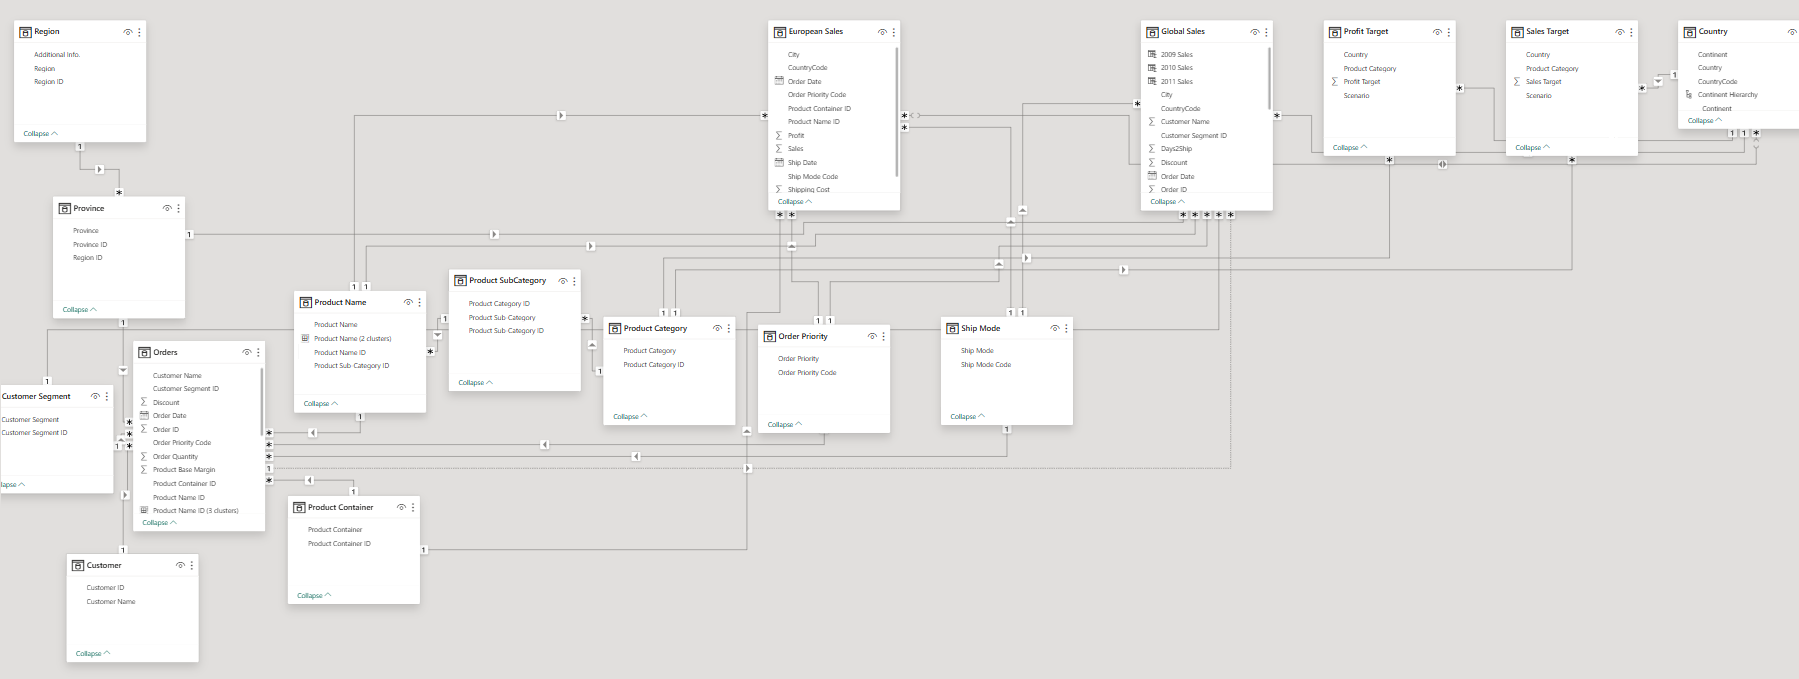 Region
Additional Info.
Region
Region ID
Collapse
Province
Province
Province ID
Region ID
Collapse
Customer Segment
Customer Segment
Customer Segment ID
lapse
Orders
Customer Name
Customer Segment ID
Discount
Order Date
Order ID
Order Priority Code
Order Quantity
Product Base Margin
Product Container ID
Product Name ID
Product Name ID (3 clusters)
Collapse
Customer
Customer ID
Customer Name
Collapse
Product Name
Product Name
Product Name (2 clusters)
Product Name ID
Product Sub-Category ID
Collapse
Product Container
Product Container
Product Container ID
Collapse
Product SubCategory
Product Category ID
Product Sub-Category
Product Sub-Category ID
Collapse
Product Category
Product Category
Product Category ID
Collapse
European Sales
City
CountryCode
Order Date
Order Priority Code
Product Container ID
Product Name ID
Profit
Sales
Ship Date
Ship Mode Code
Shipping Cost
Collapse
Order Priority
Order Priority
Order Priority Code
Collapse
Ship Mode
Ship Mode
Ship Mode Code
Collapse
Global Sales
2009 Sales
2010 Sales
2011 Sales
City
CountryCode
Customer Name
Customer Segment ID
Days2Ship
Discount
Order Date
Order ID
Collapse
Profit Target
Country
Product Category
Profit Target
Scenario
Collapse
Sales Target
Country
Product Category
Sales Target
Scenario
Collapse
Country
Continent
Country
CountryCode
Continent Hierarchy
Continent
Collapse